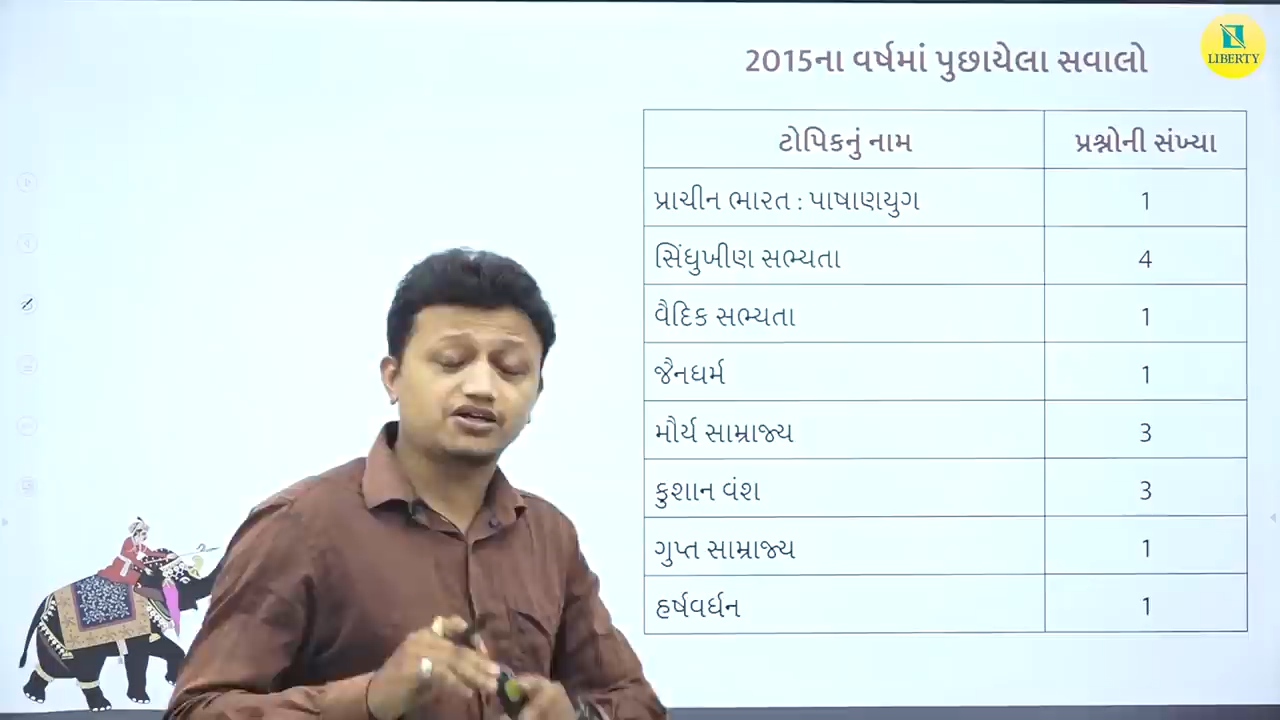 LIBERTY
2015ના વર્ષમાં પુછાયેલા સવાલો
ટોપિકનું નામ પ્રશ્નોની સંખ્યા
પ્રાચીન ભારત : પાષાણયુગ 1
સિંધુખીણ સભ્યતા 4
વૈદિક સભ્યતા 1
જૈનધર્મ 1
મૌર્ય સામ્રાજ્ય 3
કુશાન વંશ 3
ગુપ્ત સામ્રાજ્ય 1
હર્ષવર્ધન 1